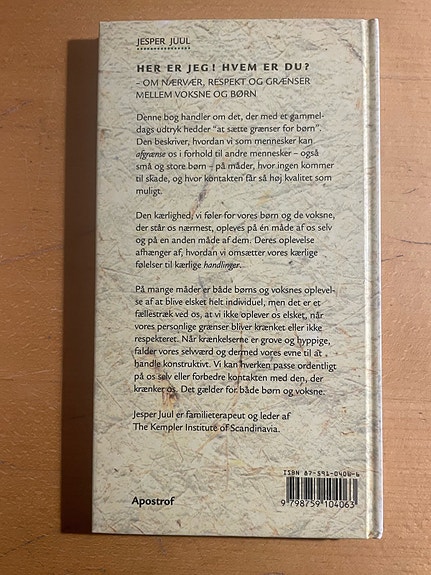 JESPER JUUL
HER ER JEG! HVEM ER DU?
– OM NÆRVÆR, RESPEKT OG GRÆNSER
MELLEM VOKSNE OG BØRN
Denne bog handler om det, der med et gammel-
dags udtryk hedder "at sætte grænser for børn".
Den beskriver, hvordan vi som mennesker kan
afgrænse os i forhold til andre mennesker – også
små og store børn – på måder, hvor ingen kommer
til skade, og hvor kontakten får så høj kvalitet som
muligt.
Den kærlighed, vi føler for vores børn og de voksne,
der står os nærmest, opleves på én måde af os selv
og på en anden måde af dem. Deres oplevelse
afhænger af, hvordan vi omsætter vores kærlige
følelser til kærlige handlinger.
På mange måder er både børns og voksnes oplevel-
se af at blive elsket helt individuel, men det er et
fællestræk ved os, at vi ikke oplever os elsket, når
vores personlige grænser bliver krænket eller ikke
respekteret. Når krænkelserne er grove og hyppige,
falder vores selvværd og dermed vores evne til at
handle konstruktivt. Vi kan hverken passe ordentligt
på os selv eller forbedre kontakten med den, der
krænker os. Det gælder for både børn og voksne.
Jesper Juul er familieterapeut og leder af
The Kempler Institute of Scandinavia.
ISBN 87-591-0406-6
9 798759 104063
Apostrof